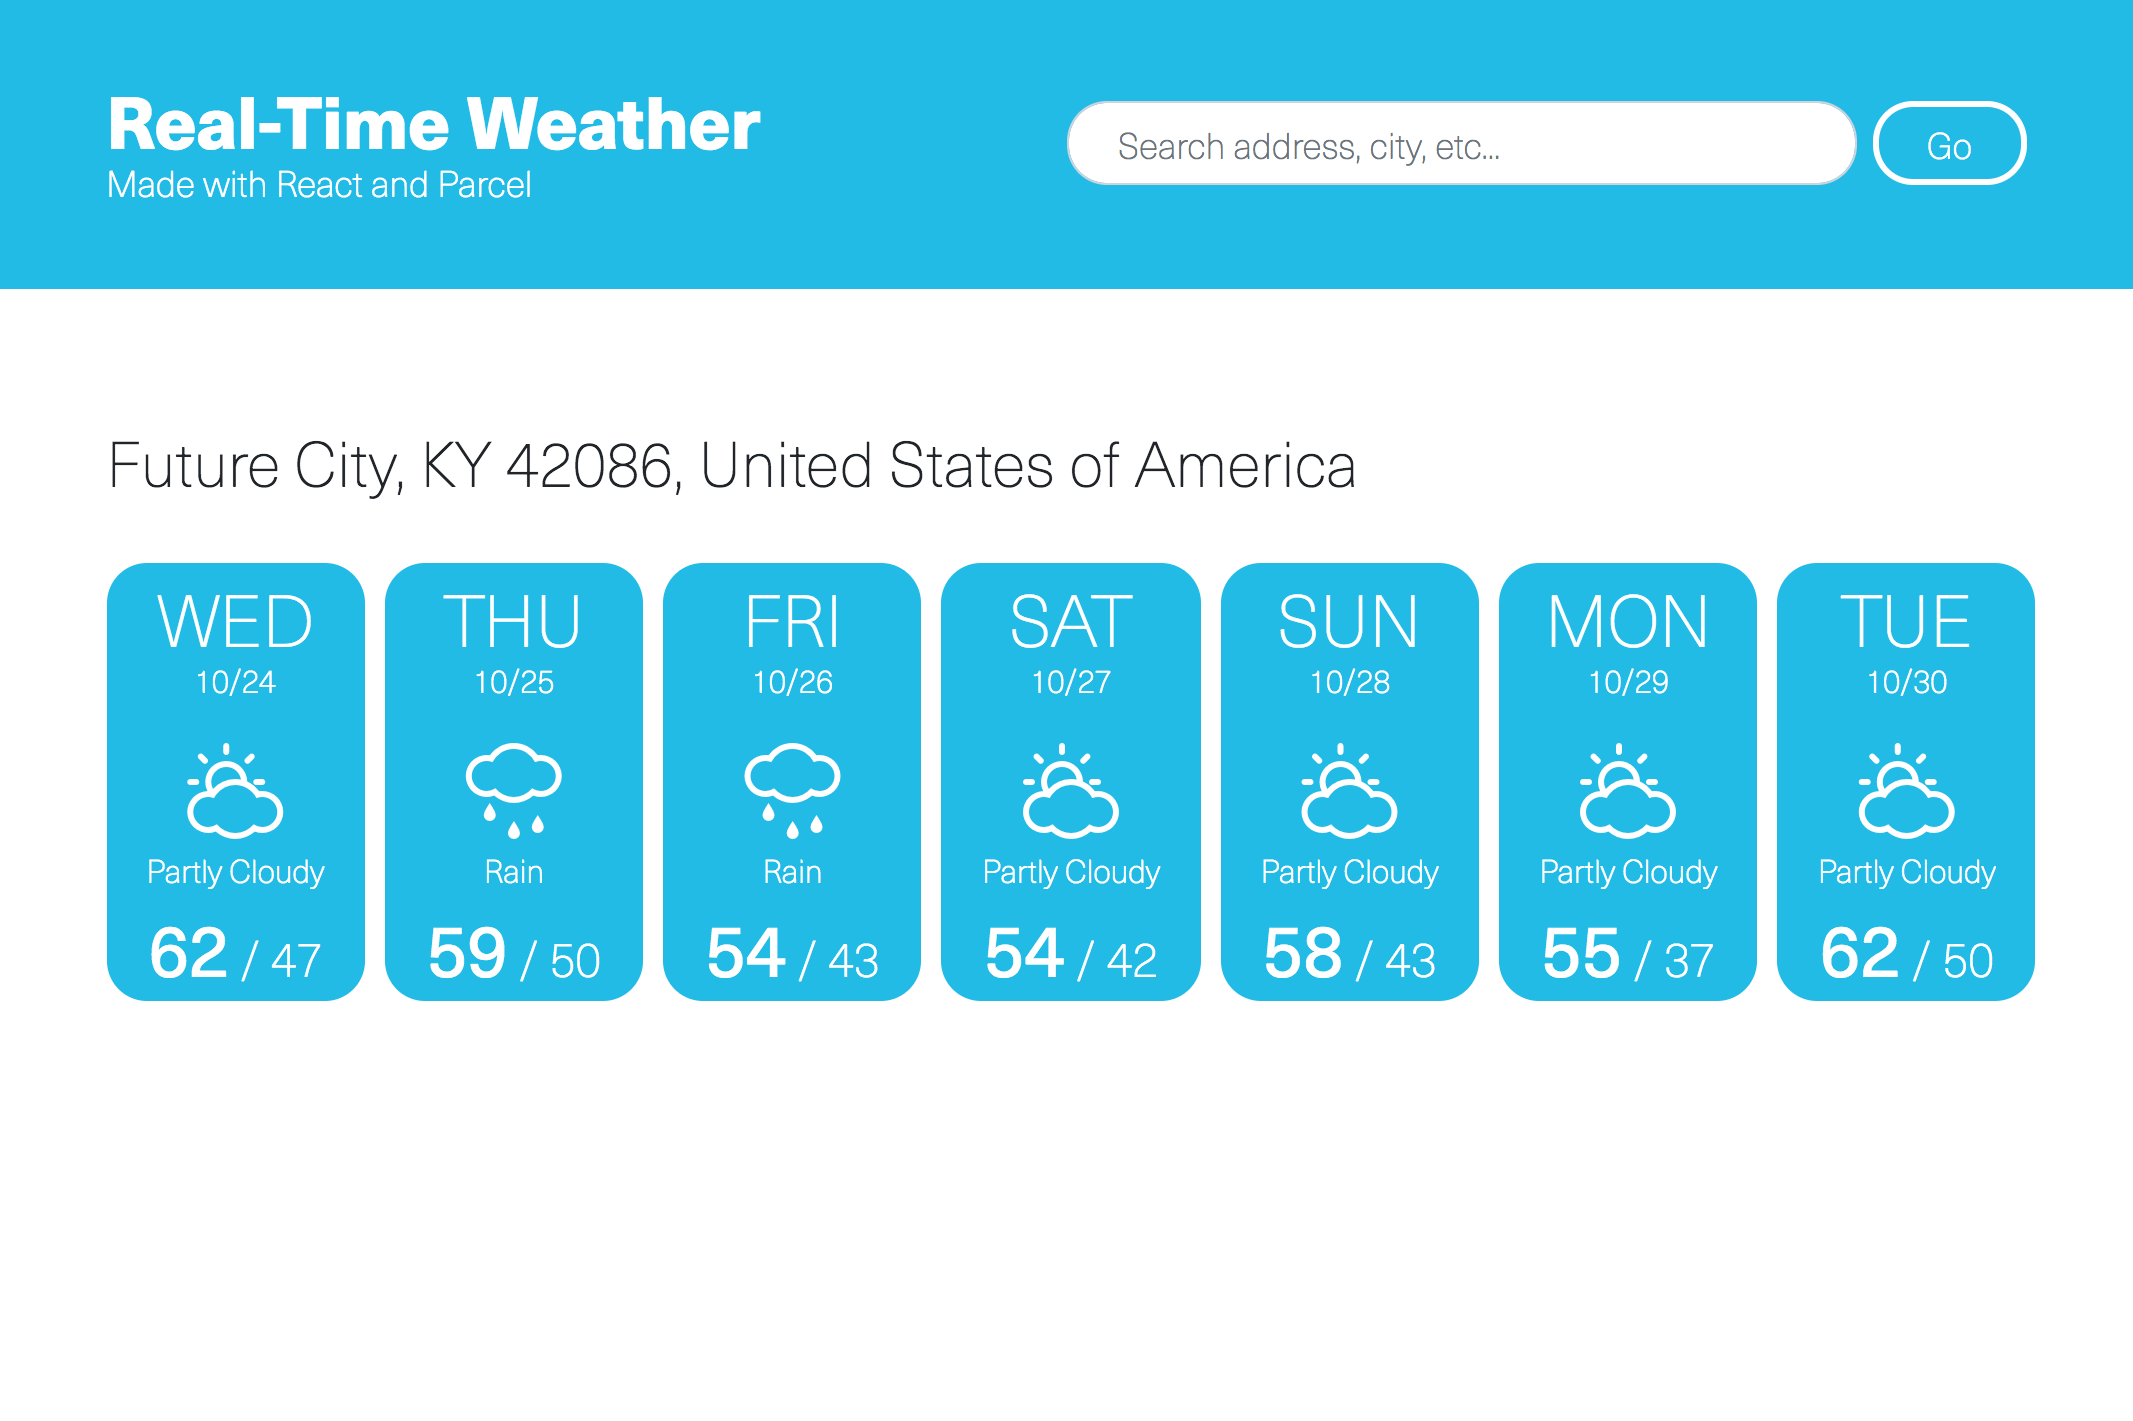 Real-Time Weather
Made with React and Parcel
Search address, city, etc...
Go
Future City, KY 42086, United States of America
WED
10/24
Partly Cloudy
62 / 47
THU
10/25
Rain
59 / 50
FRI
10/26
Rain
54 / 43
SAT
10/27
Partly Cloudy
54 / 42
SUN
10/28
Partly Cloudy
58 / 43
MON
10/29
Partly Cloudy
55 / 37
TUE
10/30
Partly Cloudy
62 / 50